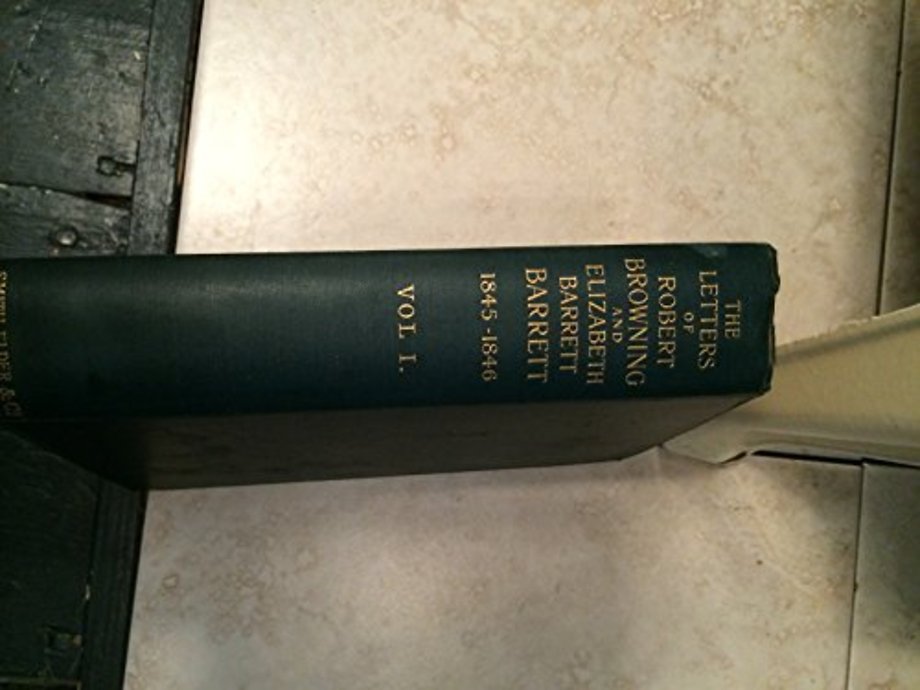 THE
LETTERS
OF
ROBERT
BROWNING
AND
ELIZABETH
BARRETT
BARRETT
1845-1846
VOL I.